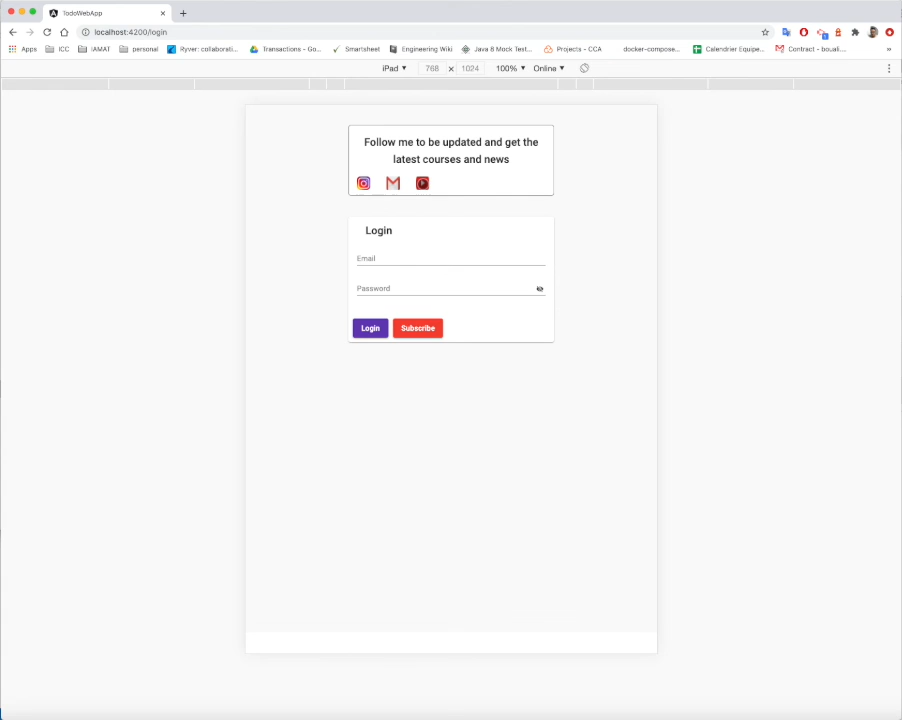 TodoWebApp
localhost:4200/login
Apps ICC IAMAT personal Ryver: collaborati... Transactions - Go... Smartsheet Engineering Wiki Java 8 Mock Test... Projects - CCA docker-compose... Calendrier Equipe... Contract - bouali....
iPad 768 x 1024 100% Online
Follow me to be updated and get the
latest courses and news
Login
Email
Password
Login Subscribe